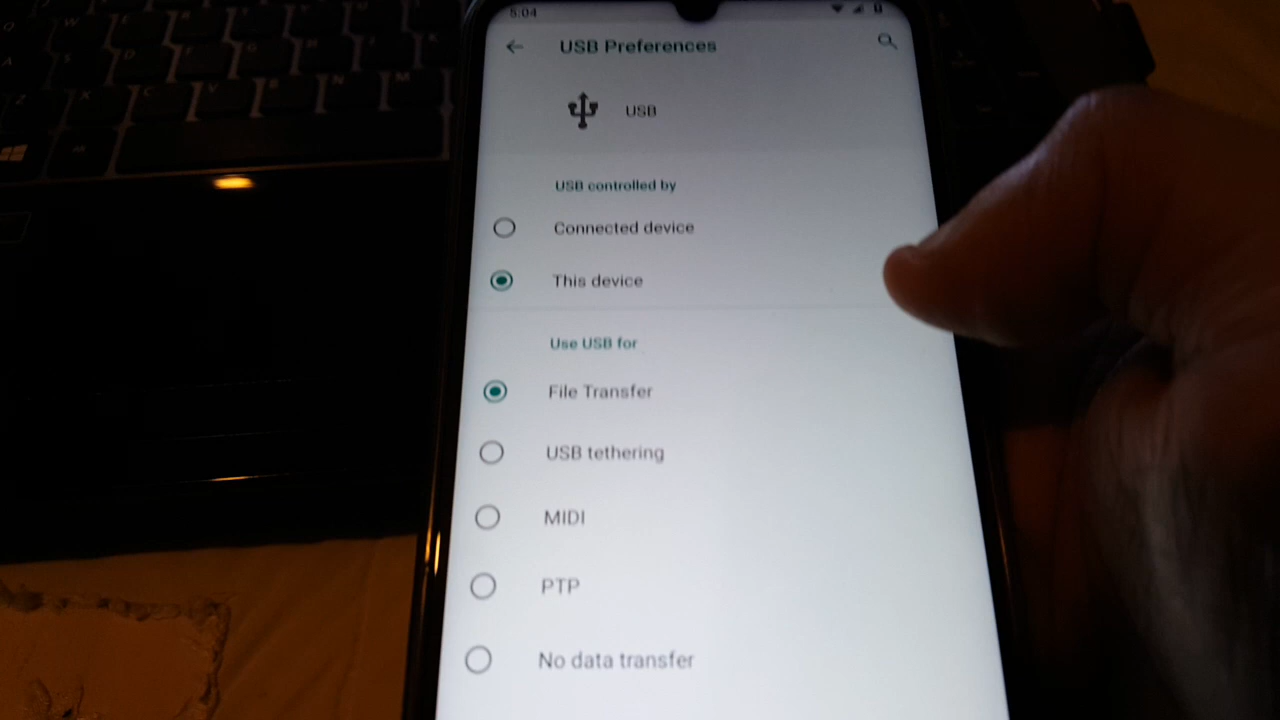 5:04
USB Preferences
USB
USB controlled by
Connected device
This device
Use USB for
File Transfer
USB tethering
MIDI
PTP
No data transfer
Z X C V B N M